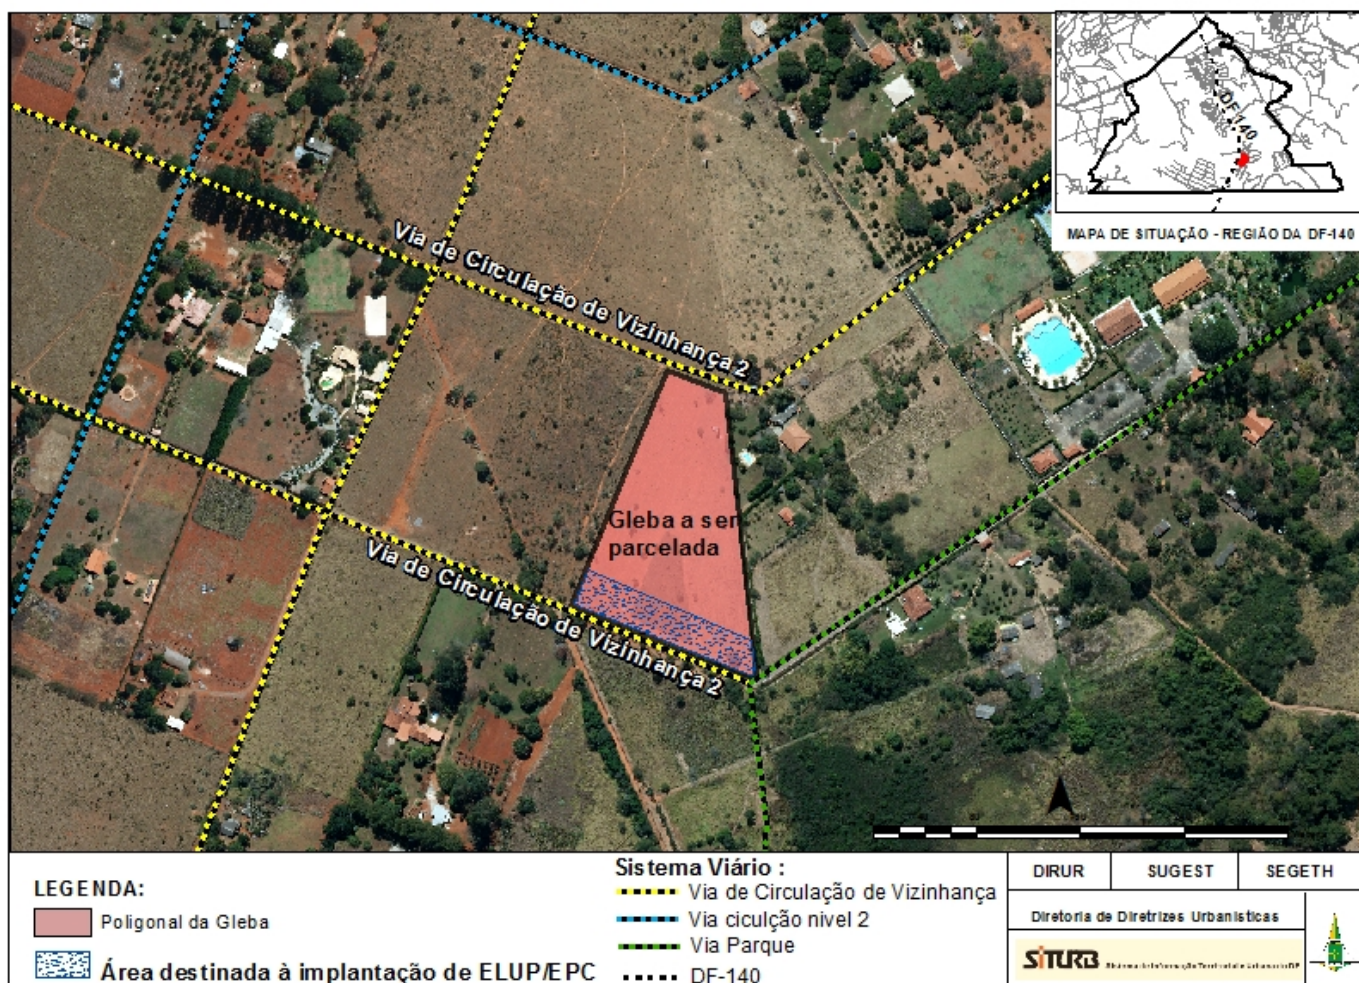 DF-140
MAPA DE SITUAÇÃO - REGIÃO DA DF-140
Via de Circulação de Vizinhança 2
Gleba a ser
parcelada
Via de Circulação de Vizinhança 2
LEGENDA:
Poligonal da Gleba
Área destinada à implantação de ELUP/EPC
Sistema Viário :
Via de Circulação de Vizinhança
Via ciculção nivel 2
Via Parque
DF-140
DIRUR
SUGEST
SEGETH
Diretoria de Diretrizes Urbanísticas
SiTURB